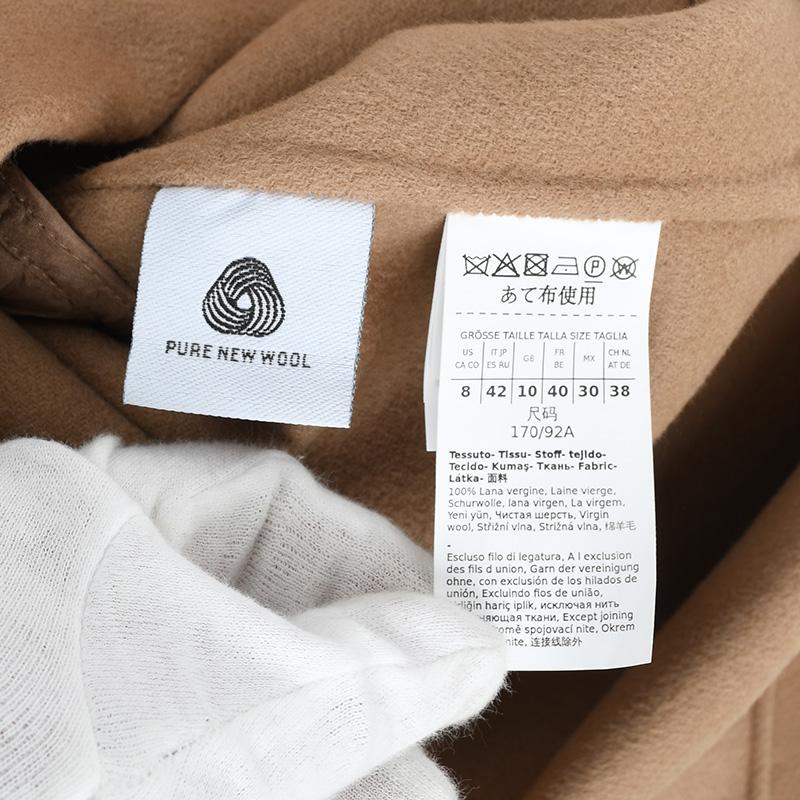 PURE NEW WOOL
P
W
あて布使用
GRÖSSE TAILLE TALLA SIZE TAGLIA
US CA CO
IT JP ES RU
GB
FR BE
MX
CH NL AT DE
8 42 10 40 30 38
尺码
170/92A
Tessuto- Tissu- Stoff- tejido-
Tecido- Kumaş- Ткань- Fabric-
Látka- 面料
100% Lana vergine, Laine vierge,
Schurwolle, lana virgen, La virgem,
Yeni yün, Чистая шерсть, Virgin
wool, Střižní vlna, Strižná vlna, 绵羊毛
-
Escluso filo di legatura, A l exclusion
des fils d union, Garn der vereinigung
ohne, con exclusión de los hilados de
unión, Excluindo fios de união,
hariç iplik, исключая нить
ткани, Except joining
spojovací nite, Okrem
nite, 连接线除外